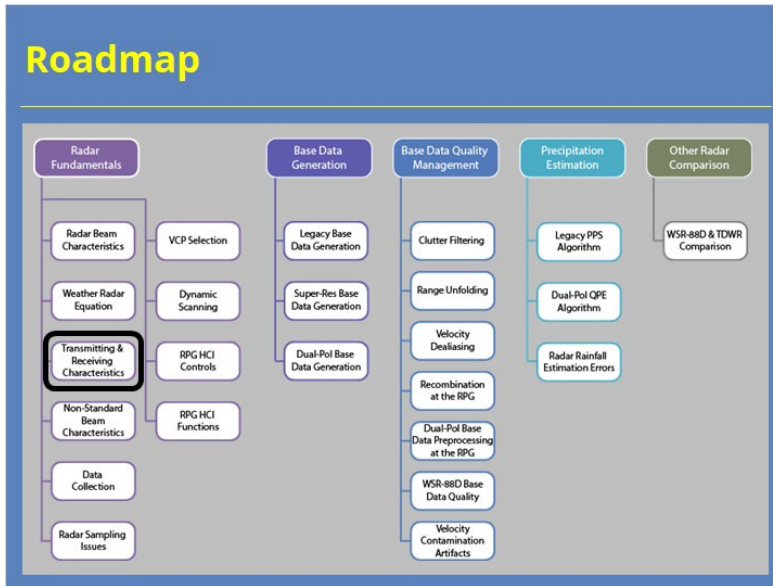 Roadmap
Radar
Fundamentals
Radar Beam
Characteristics
Weather Radar
Equation
Transmitting &
Receiving
Characteristics
Non-Standard
Beam
Characteristics
Data
Collection
Radar Sampling
Issues
VCP Selection
Dynamic
Scanning
RPG HCI
Controls
RPG HCI
Functions
Base Data
Generation
Legacy Base
Data Generation
Super-Res Base
Data Generation
Dual-Pol Base
Data Generation
Base Data Quality
Management
Clutter Filtering
Range Unfolding
Velocity
Dealiasing
Recombination
at the RPG
Dual-Pol Base
Data Preprocessing
at the RPG
WSR-88D Base
Data Quality
Velocity
Contamination
Artifacts
Precipitation
Estimation
Legacy PPS
Algorithm
Dual-Pol QPE
Algorithm
Radar Rainfall
Estimation Errors
Other Radar
Comparison
WSR-88D & TDWR
Comparison